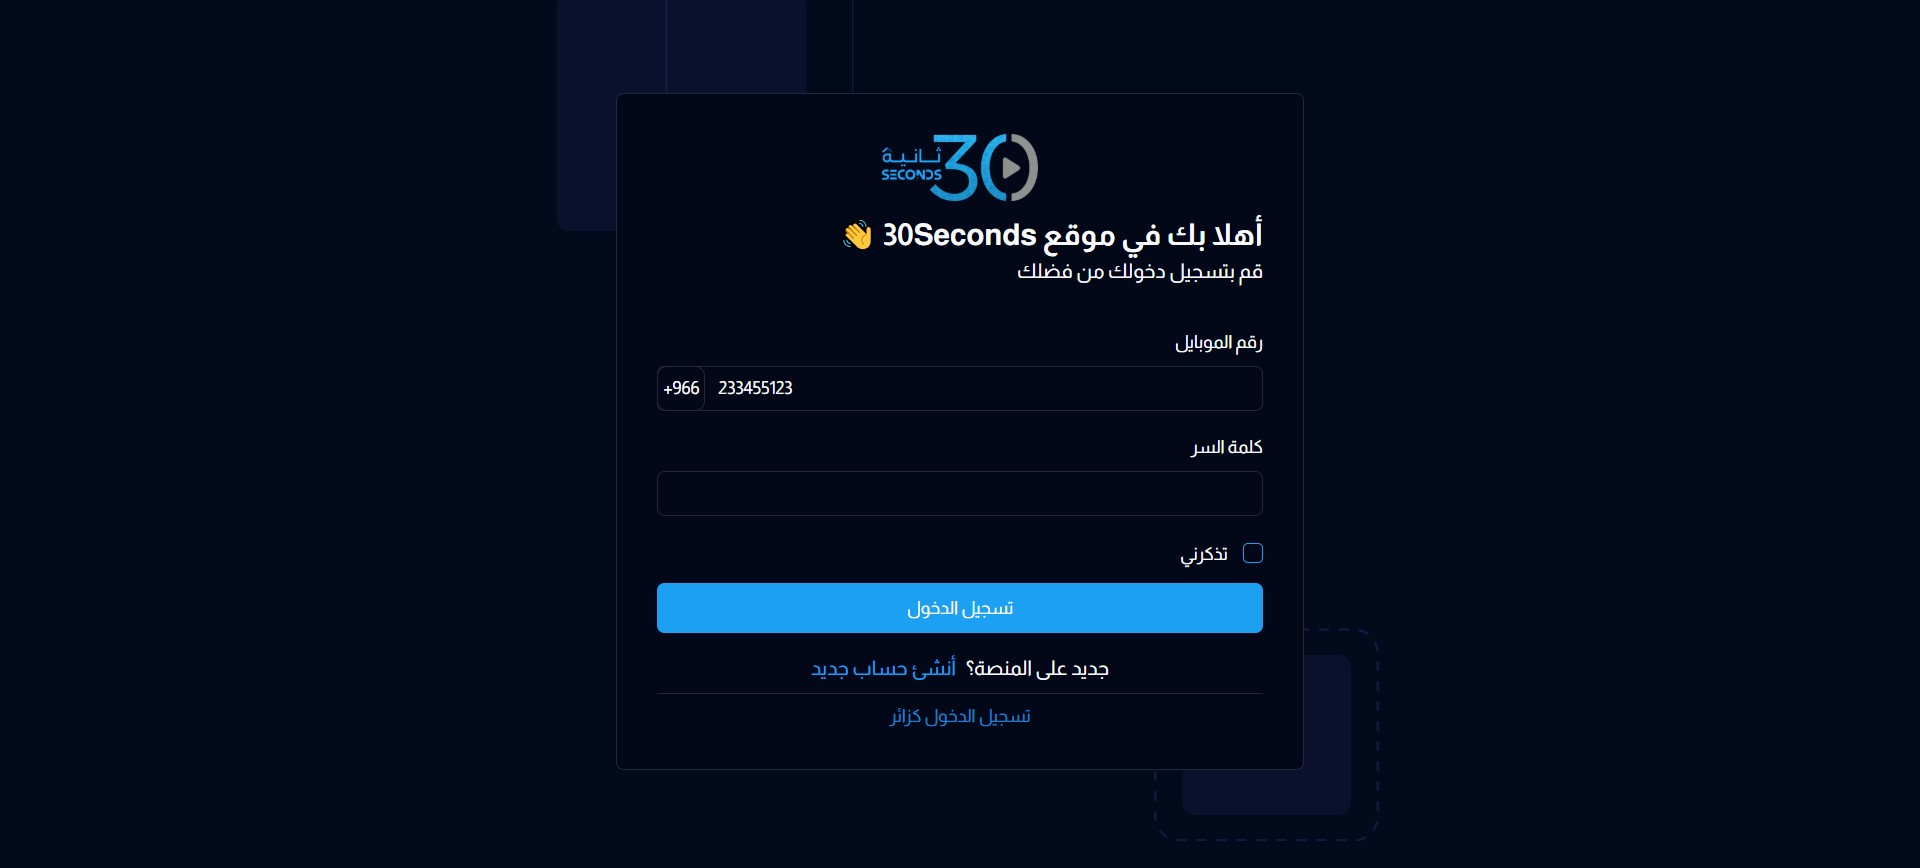 ثانية
SECONDS
30
أهلا بك في موقع 30Seconds 👋
قم بتسجيل دخولك من فضلك
رقم الموبايل
+966 233455123
كلمة السر
تذكرني
تسجيل الدخول
جديد على المنصة؟ أنشئ حساب جديد
تسجيل الدخول كزائر